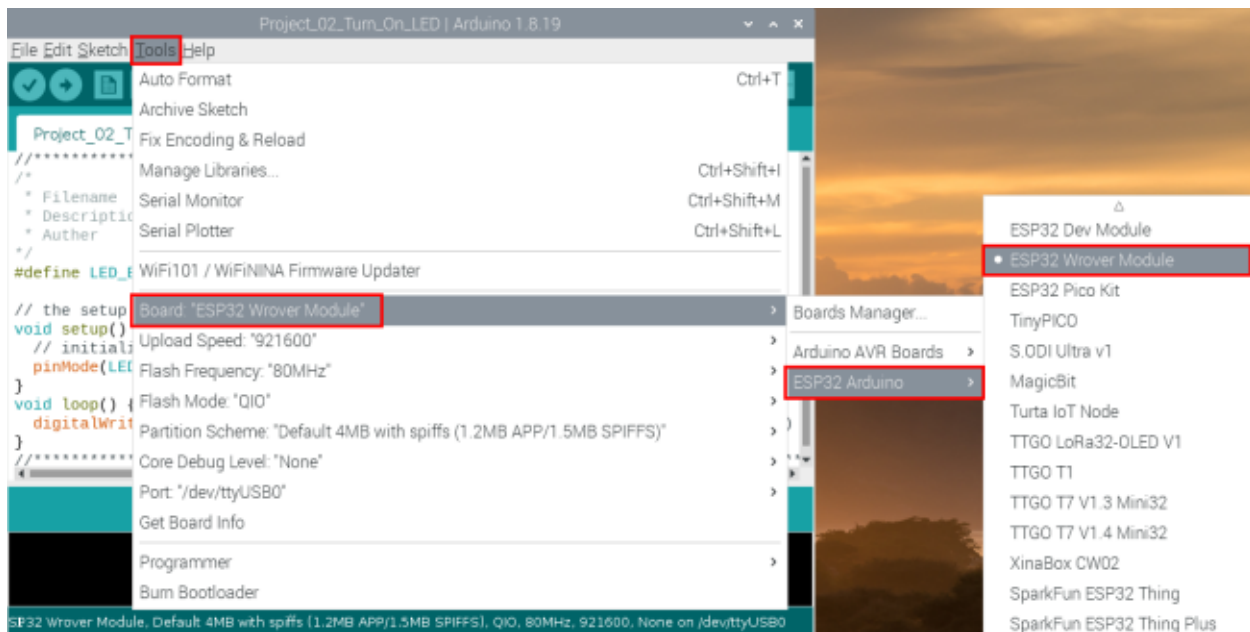 Project_02_Turn_On_LED | Arduino 1.8.19
File Edit Sketch Tools Help
Auto Format Ctrl+T
Archive Sketch
Project_02_T
Fix Encoding & Reload
//************
Manage Libraries... Ctrl+Shift+I
/*
* Filename
Serial Monitor Ctrl+Shift+M
* Descriptio
Serial Plotter Ctrl+Shift+L
* Auther
*/
WiFi101 / WiFiNINA Firmware Updater
#define LED_B
// the setup
Board: "ESP32 Wrover Module"
void setup()
Upload Speed: "921600"
// initiali
Flash Frequency: "80MHz"
pinMode(LED
}
Flash Mode: "QIO"
void loop() {
digitalWrit
Partition Scheme: "Default 4MB with spiffs (1.2MB APP/1.5MB SPIFFS)"
}
Core Debug Level: "None"
//************
Port: "/dev/ttyUSB0"
Get Board Info
Programmer
Burn Bootloader
SP32 Wrover Module, Default 4MB with spiffs (1.2MB APP/1.5MB SPIFFS), QIO, 80MHz, 921600, None on /dev/ttyUSB0
Boards Manager...
Arduino AVR Boards
ESP32 Arduino
ESP32 Dev Module
ESP32 Wrover Module
ESP32 Pico Kit
TinyPICO
S.ODI Ultra v1
MagicBit
Turta IoT Node
TTGO LoRa32-OLED V1
TTGO T1
TTGO T7 V1.3 Mini32
TTGO T7 V1.4 Mini32
XinaBox CW02
SparkFun ESP32 Thing
SparkFun ESP32 Thing Plus